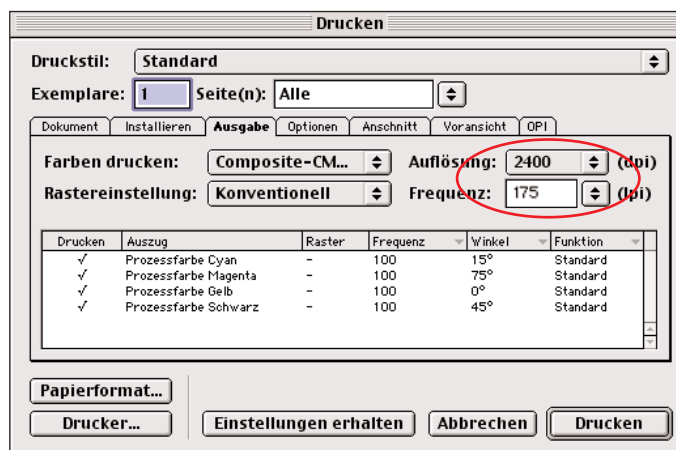 Drucken
Druckstil: Standard
Exemplare: 1 Seite(n): Alle
Dokument Installieren Ausgabe Optionen Anschnitt Voransicht OPI
Farben drucken: Composite-CM... Auflösung: 2400 (dpi)
Rastereinstellung: Konventionell Frequenz: 175 (lpi)
Drucken Auszug Raster Frequenz Winkel Funktion
√ Prozessfarbe Cyan - 100 15° Standard
√ Prozessfarbe Magenta - 100 75° Standard
√ Prozessfarbe Gelb - 100 0° Standard
√ Prozessfarbe Schwarz - 100 45° Standard
Papierformat...
Drucker... Einstellungen erhalten Abbrechen Drucken